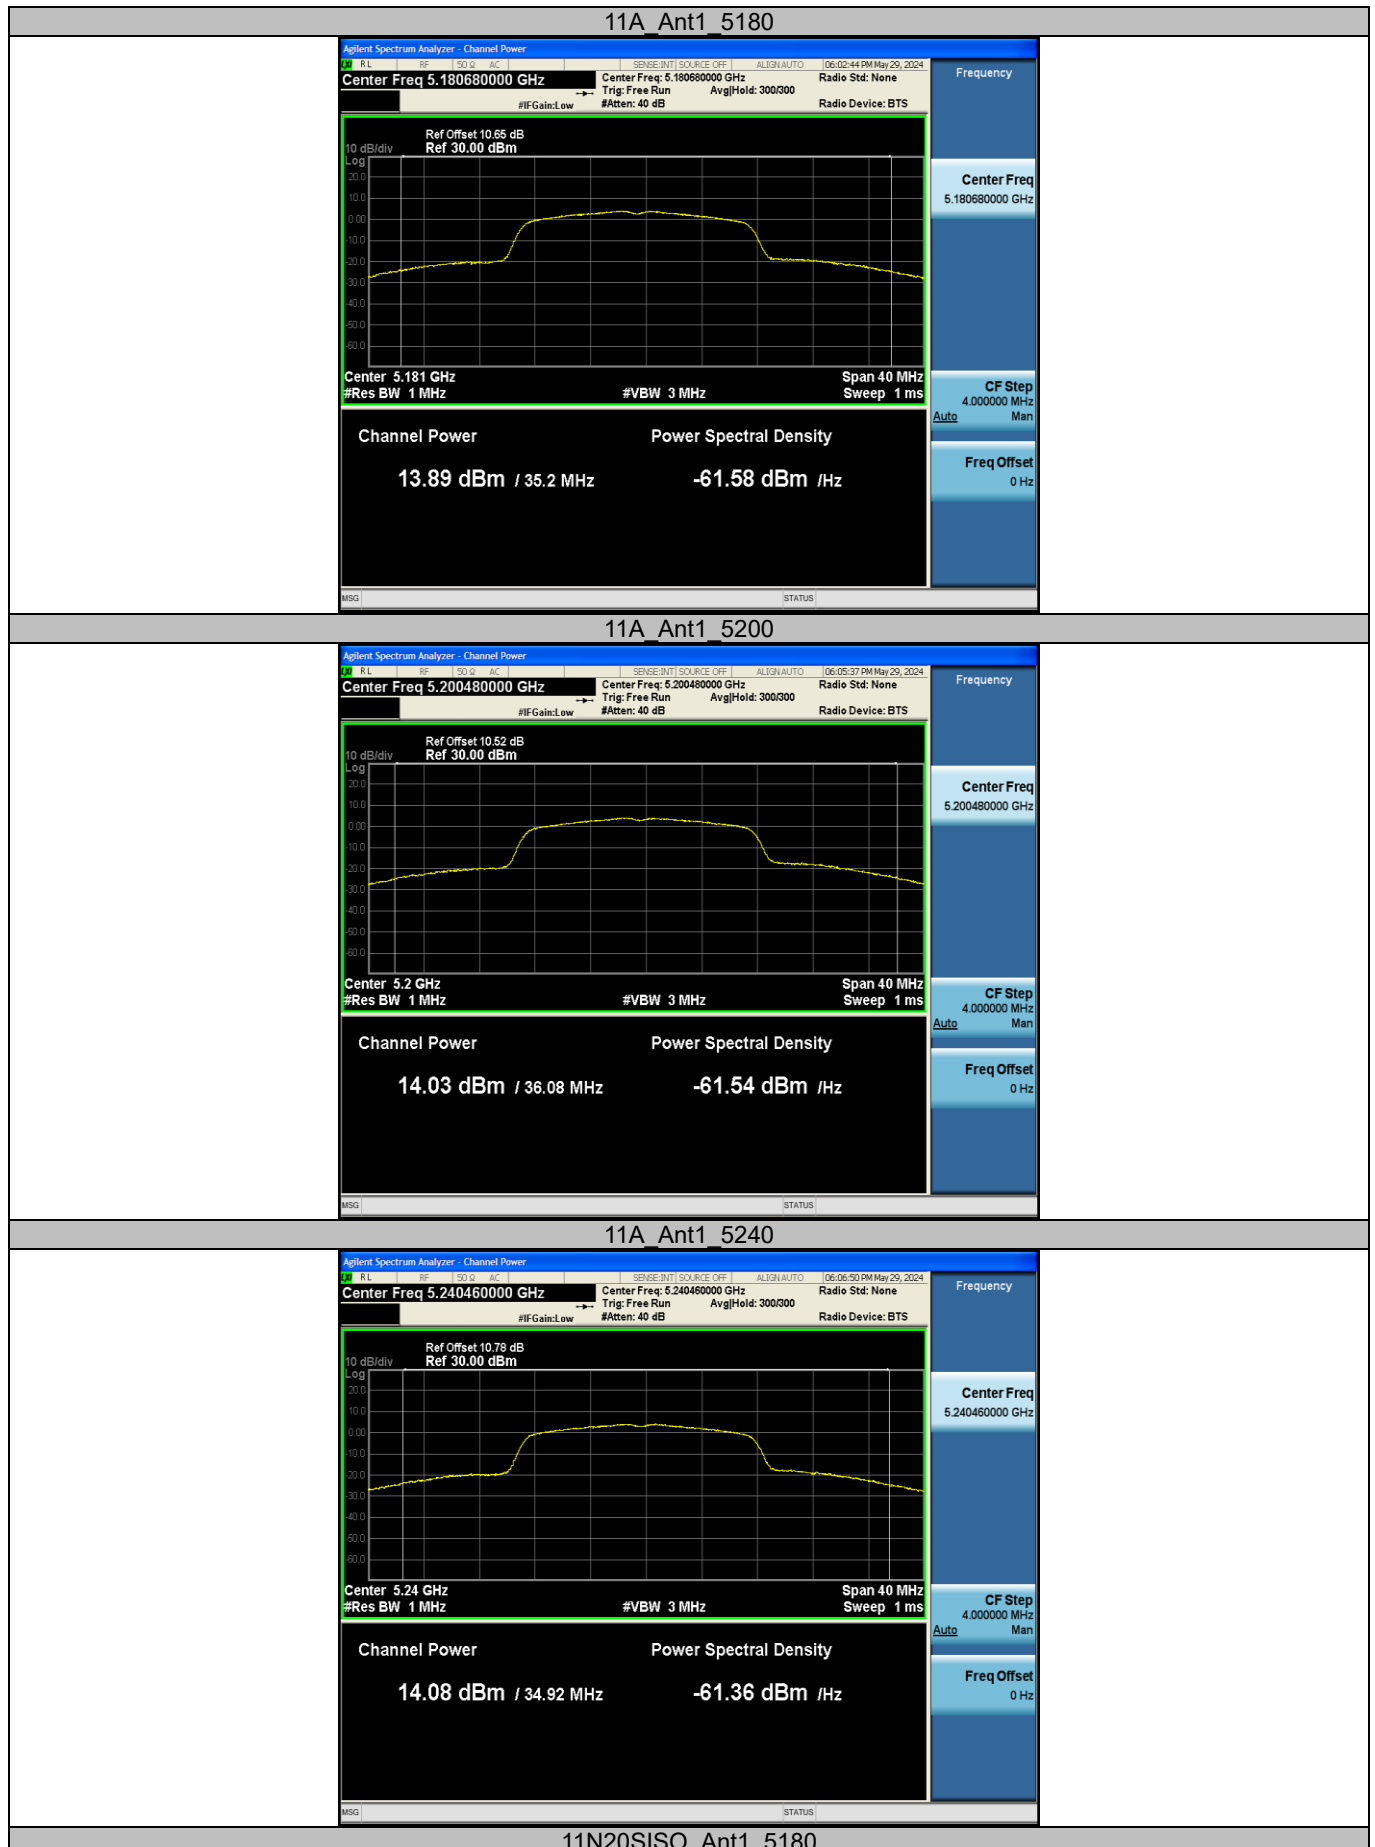 11A_Ant1_5180
Agilent Spectrum Analyzer - Channel Power
RL RF 50 Ω AC SENSE:INT SOURCE OFF ALIGNAUTO 06:02:44 PM May 29, 2024
Center Freq 5.180680000 GHz
Center Freq: 5.180680000 GHz Radio Std: None
Trig: Free Run Avg|Hold: 300/300
#IFGain:Low #Atten: 40 dB Radio Device: BTS
Frequency
Ref Offset 10.65 dB
10 dB/div Ref 30.00 dBm
Log
20.0
10.0
0.00
-10.0
-20.0
-30.0
-40.0
-50.0
-60.0
Center 5.181 GHz Span 40 MHz
#Res BW 1 MHz #VBW 3 MHz Sweep 1 ms
Center Freq
5.180680000 GHz
CF Step
4.000000 MHz
Auto Man
Freq Offset
0 Hz
Channel Power Power Spectral Density
13.89 dBm / 35.2 MHz -61.58 dBm /Hz
MSG STATUS
11A_Ant1_5200
Agilent Spectrum Analyzer - Channel Power
RL RF 50 Ω AC SENSE:INT SOURCE OFF ALIGNAUTO 06:05:37 PM May 29, 2024
Center Freq 5.200480000 GHz
Center Freq: 5.200480000 GHz Radio Std: None
Trig: Free Run Avg|Hold: 300/300
#IFGain:Low #Atten: 40 dB Radio Device: BTS
Frequency
Ref Offset 10.52 dB
10 dB/div Ref 30.00 dBm
Log
20.0
10.0
0.00
-10.0
-20.0
-30.0
-40.0
-50.0
-60.0
Center 5.2 GHz Span 40 MHz
#Res BW 1 MHz #VBW 3 MHz Sweep 1 ms
Center Freq
5.200480000 GHz
CF Step
4.000000 MHz
Auto Man
Freq Offset
0 Hz
Channel Power Power Spectral Density
14.03 dBm / 36.08 MHz -61.54 dBm /Hz
MSG STATUS
11A_Ant1_5240
Agilent Spectrum Analyzer - Channel Power
RL RF 50 Ω AC SENSE:INT SOURCE OFF ALIGNAUTO 06:06:50 PM May 29, 2024
Center Freq 5.240460000 GHz
Center Freq: 5.240460000 GHz Radio Std: None
Trig: Free Run Avg|Hold: 300/300
#IFGain:Low #Atten: 40 dB Radio Device: BTS
Frequency
Ref Offset 10.78 dB
10 dB/div Ref 30.00 dBm
Log
20.0
10.0
0.00
-10.0
-20.0
-30.0
-40.0
-50.0
-60.0
Center 5.24 GHz Span 40 MHz
#Res BW 1 MHz #VBW 3 MHz Sweep 1 ms
Center Freq
5.240460000 GHz
CF Step
4.000000 MHz
Auto Man
Freq Offset
0 Hz
Channel Power Power Spectral Density
14.08 dBm / 34.92 MHz -61.36 dBm /Hz
MSG STATUS
11N20SISO_Ant1_5180